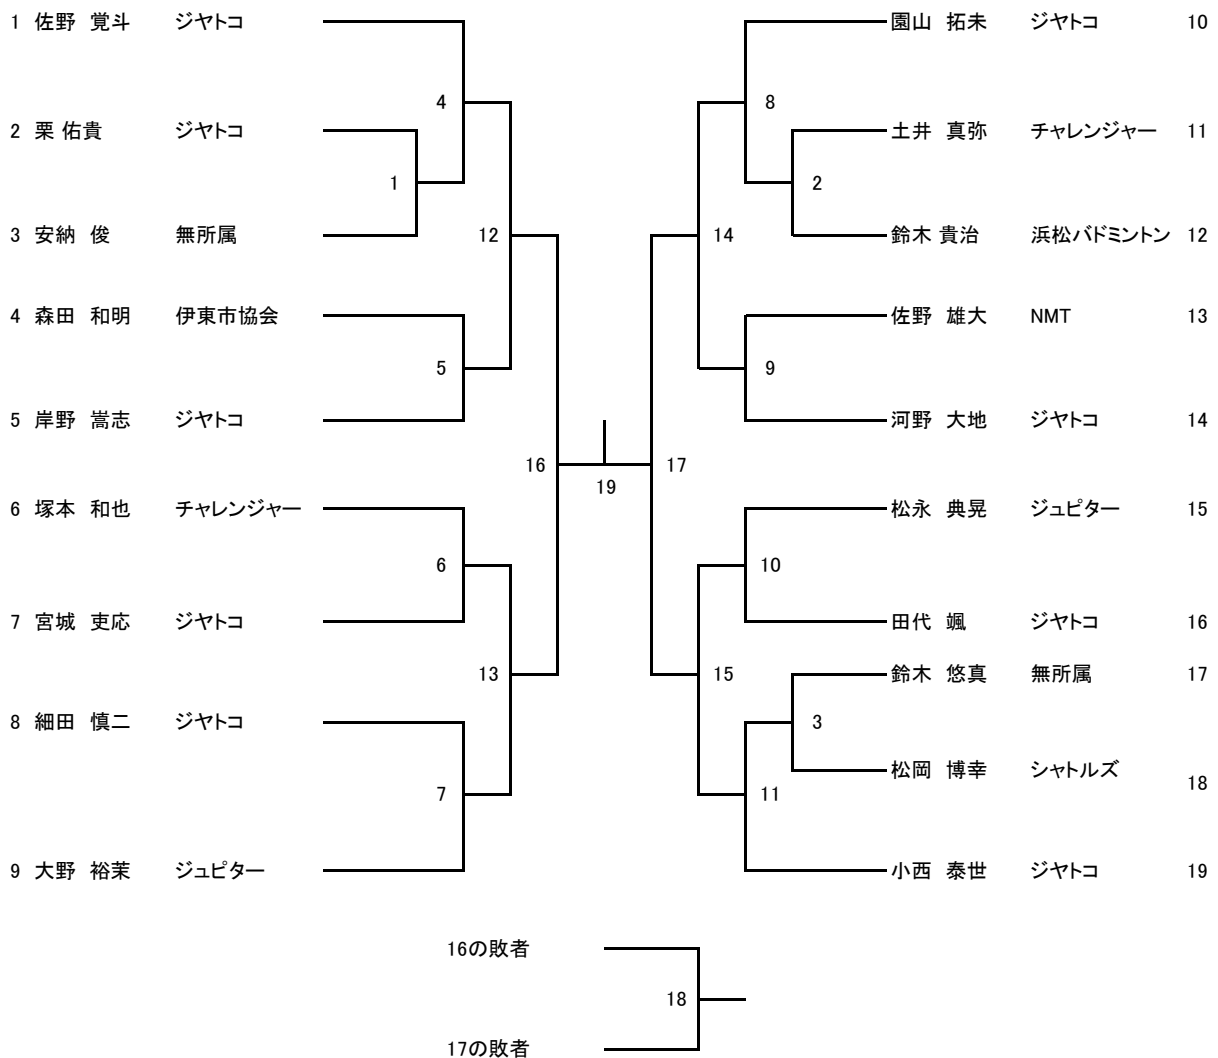 1 佐野 覚斗 ジヤトコ
園山 拓未 ジヤトコ 10
4
8
2 栗 佑貴 ジヤトコ
土井 真弥 チャレンジャー 11
1
2
3 安納 俊 無所属
12
14
鈴木 貴治 浜松バドミントン 12
4 森田 和明 伊東市協会
佐野 雄大 NMT 13
5
9
5 岸野 嵩志 ジヤトコ
河野 大地 ジヤトコ 14
16
17
19
6 塚本 和也 チャレンジャー
松永 典晃 ジュピター 15
6
10
7 宮城 吏応 ジヤトコ
田代 颯 ジヤトコ 16
13
15
鈴木 悠真 無所属 17
8 細田 慎二 ジヤトコ
3
松岡 博幸 シャトルズ 18
7
11
9 大野 裕茉 ジュピター
小西 泰世 ジヤトコ 19
16の敗者
18
17の敗者